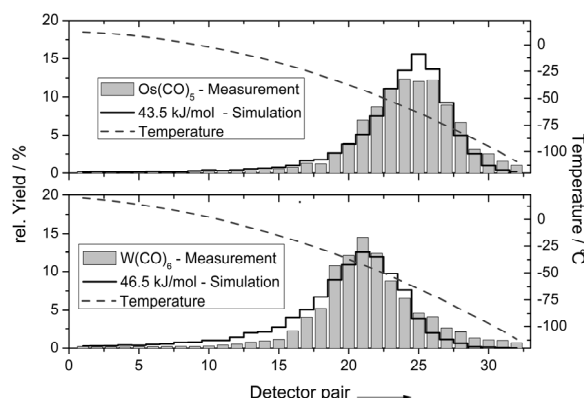 20
15
10
5
0
Os(CO)5 - Measurement
43.5 kJ/mol - Simulation
Temperature
0
-25
-50
-75
-100
rel. Yield / %
Temperature / °C
20
15
10
5
0
W(CO)6 - Measurement
46.5 kJ/mol - Simulation
Temperature
0
-25
-50
-75
-100
0 5 10 15 20 25 30
Detector pair